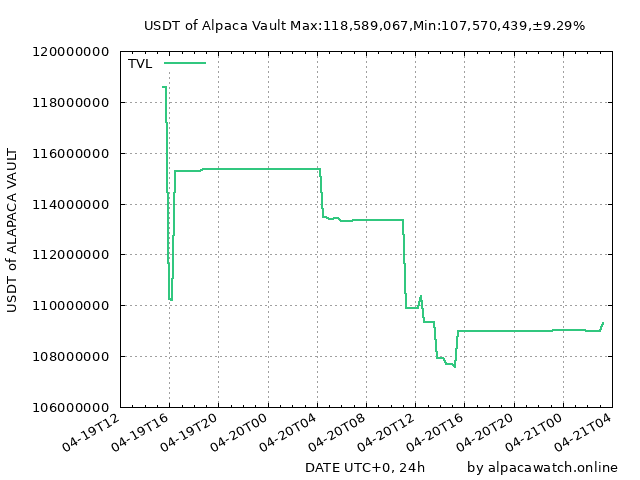 USDT of Alpaca Vault Max:118,589,067,Min:107,570,439,±9.29%
TVL
120000000
118000000
116000000
114000000
112000000
110000000
108000000
106000000
USDT of ALAPACA VAULT
04-19T12
04-19T16
04-19T20
04-20T00
04-20T04
04-20T08
04-20T12
04-20T16
04-20T20
04-21T00
04-21T04
DATE UTC+0, 24h
by alpacawatch.online